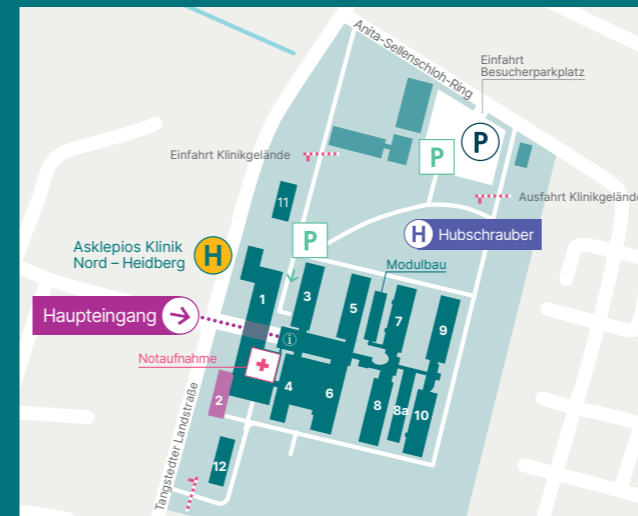 Anita-Sellenschloh-Ring
Einfahrt
Besucherparkplatz
P
P
Einfahrt Klinikgelände
Ausfahrt Klinikgelände
11
P
H Hubschrauber
Asklepios Klinik
Nord – Heidberg
H
Modulbau
1
3
5
7
9
Haupteingang
i
Notaufnahme
2
4
6
8
8a
10
12
Tangstedter Landstraße